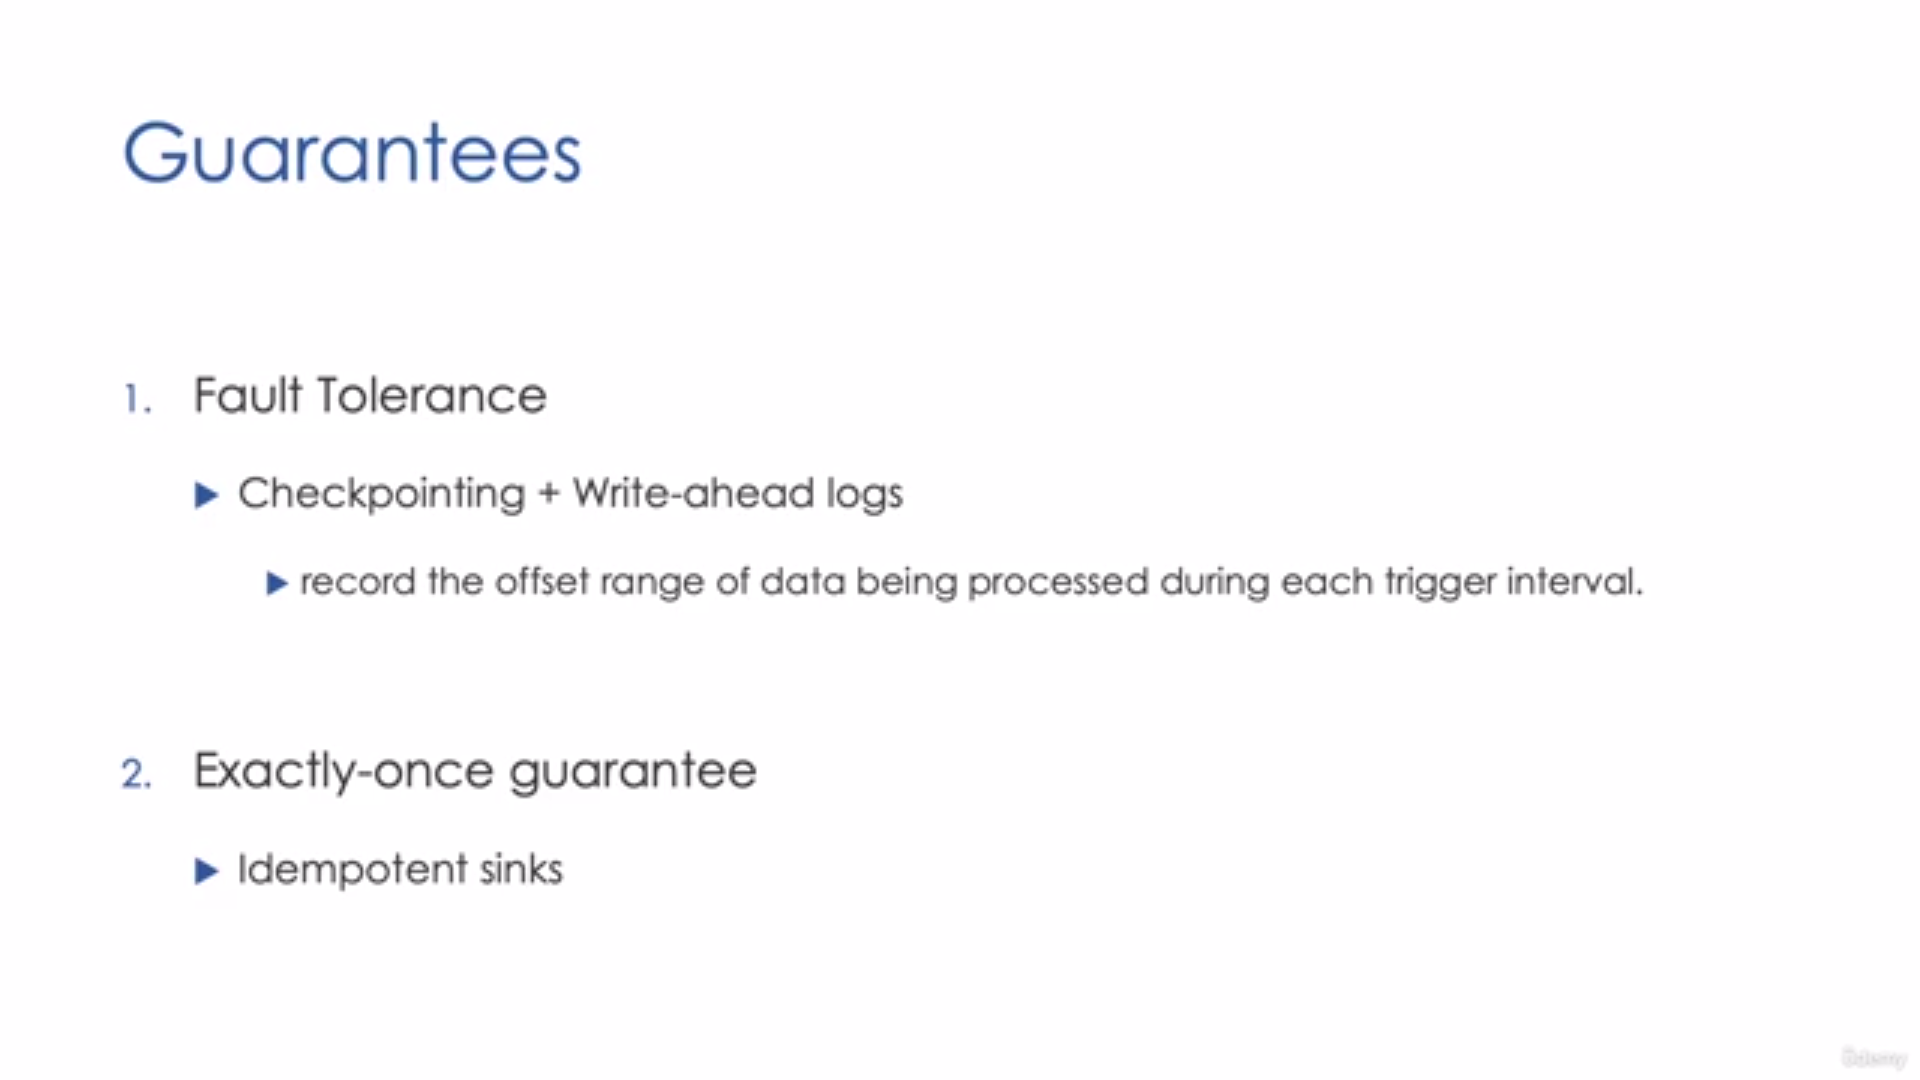 Guarantees
1. Fault Tolerance
Checkpointing + Write-ahead logs
record the offset range of data being processed during each trigger interval.
2. Exactly-once guarantee
Idempotent sinks
Udemy